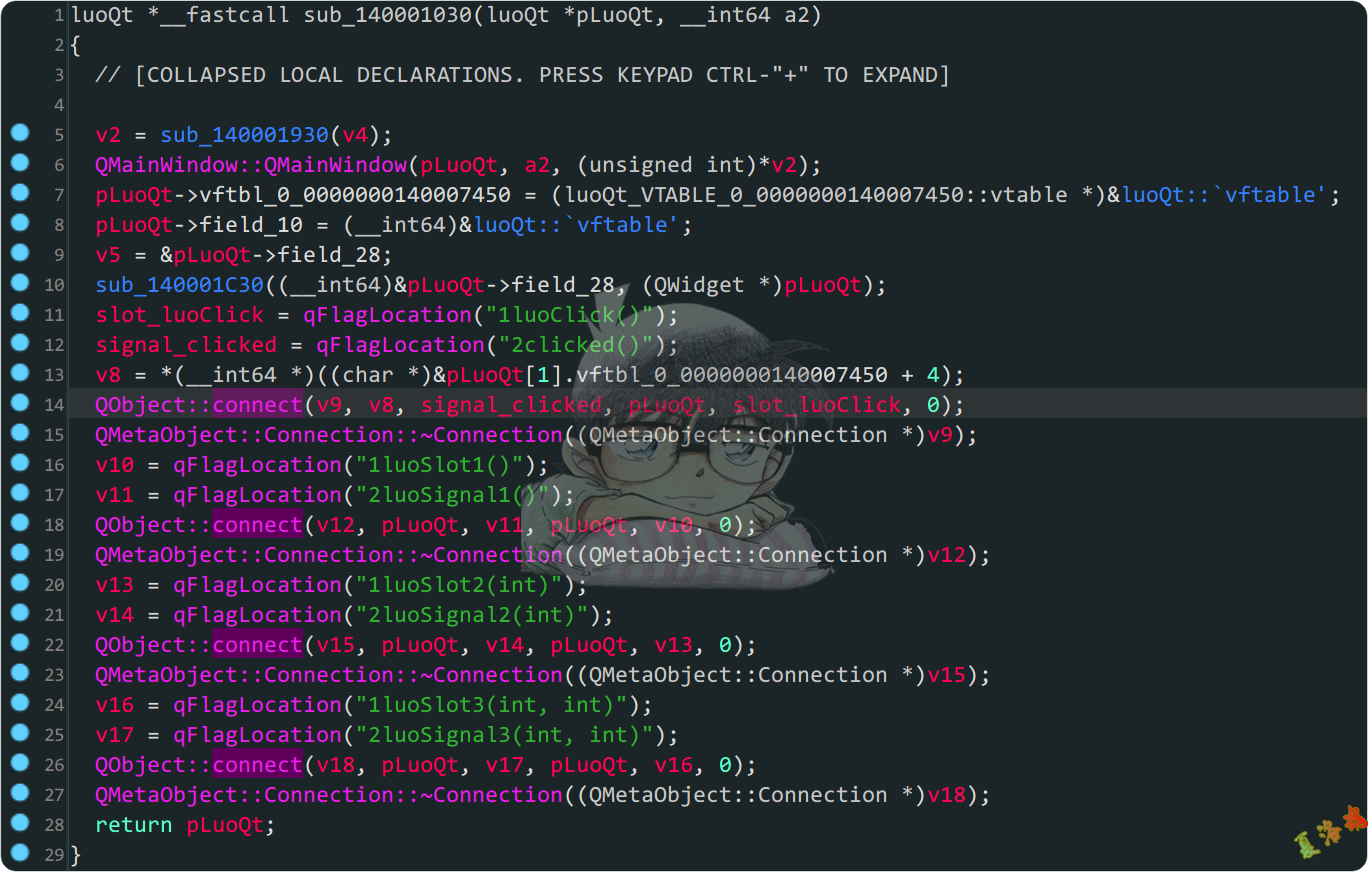 1 luoQt *__fastcall sub_140001030(luoQt *pLuoQt, __int64 a2)
2 {
3 // [COLLAPSED LOCAL DECLARATIONS. PRESS KEYPAD CTRL-"+" TO EXPAND]
4
5 v2 = sub_140001930(v4);
6 QMainWindow::QMainWindow(pLuoQt, a2, (unsigned int)*v2);
7 pLuoQt->vftbl_0_0000000140007450 = (luoQt_VTABLE_0_0000000140007450::vtable *)&luoQt::`vftable';
8 pLuoQt->field_10 = (__int64)&luoQt::`vftable';
9 v5 = &pLuoQt->field_28;
10 sub_140001C30((__int64)&pLuoQt->field_28, (QWidget *)pLuoQt);
11 slot_luoClick = qFlagLocation("1luoClick()");
12 signal_clicked = qFlagLocation("2clicked()");
13 v8 = *(__int64 *)((char *)&pLuoQt[1].vftbl_0_0000000140007450 + 4);
14 QObject::connect(v9, v8, signal_clicked, pLuoQt, slot_luoClick, 0);
15 QMetaObject::Connection::~Connection((QMetaObject::Connection *)v9);
16 v10 = qFlagLocation("1luoSlot1()");
17 v11 = qFlagLocation("2luoSignal1()");
18 QObject::connect(v12, pLuoQt, v11, pLuoQt, v10, 0);
19 QMetaObject::Connection::~Connection((QMetaObject::Connection *)v12);
20 v13 = qFlagLocation("1luoSlot2(int)");
21 v14 = qFlagLocation("2luoSignal2(int)");
22 QObject::connect(v15, pLuoQt, v14, pLuoQt, v13, 0);
23 QMetaObject::Connection::~Connection((QMetaObject::Connection *)v15);
24 v16 = qFlagLocation("1luoSlot3(int, int)");
25 v17 = qFlagLocation("2luoSignal3(int, int)");
26 QObject::connect(v18, pLuoQt, v17, pLuoQt, v16, 0);
27 QMetaObject::Connection::~Connection((QMetaObject::Connection *)v18);
28 return pLuoQt;
29 }
夏洛